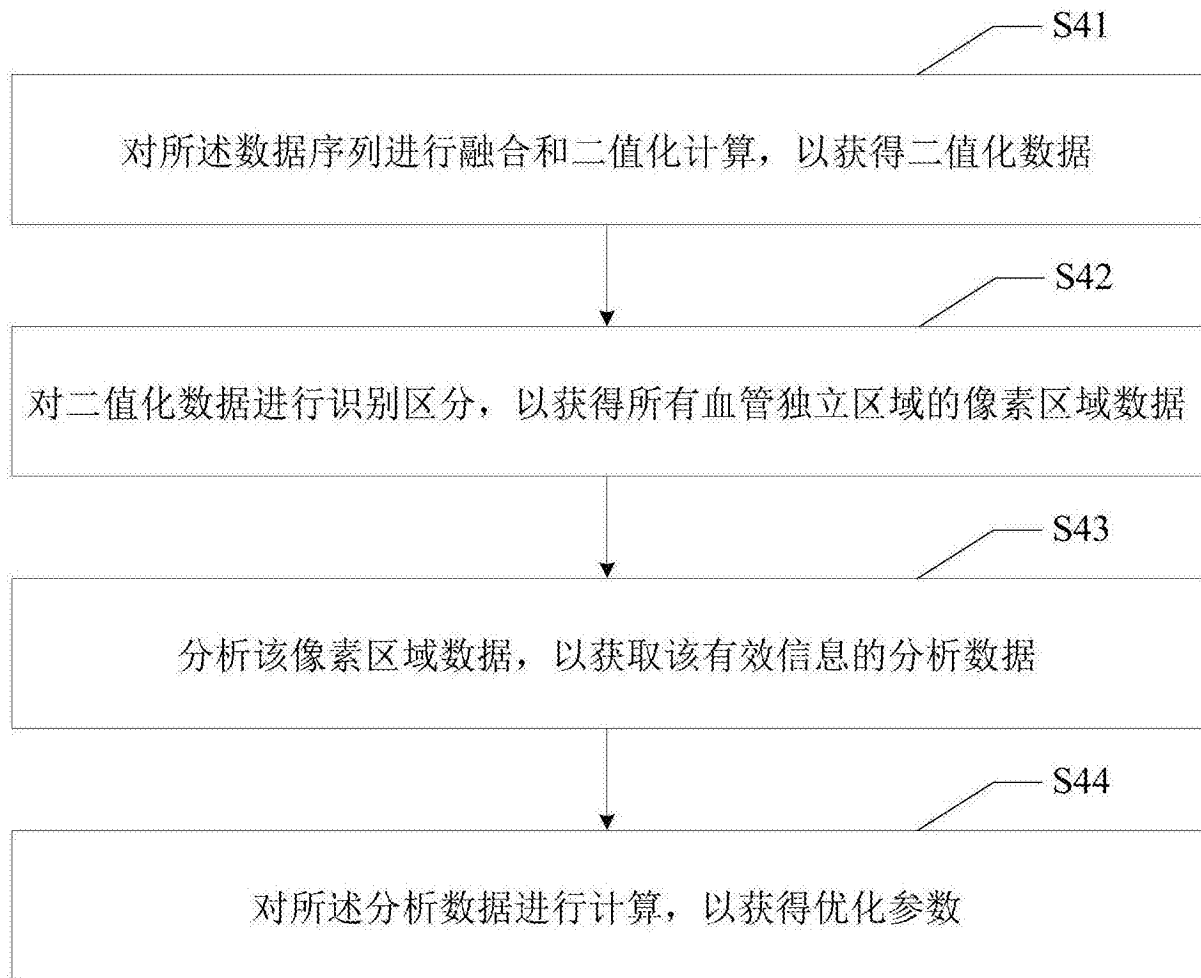 S41
对所述数据序列进行融合和二值化计算，以获得二值化数据
S42
对二值化数据进行识别区分，以获得所有血管独立区域的像素区域数据
S43
分析该像素区域数据，以获取该有效信息的分析数据
S44
对所述分析数据进行计算，以获得优化参数